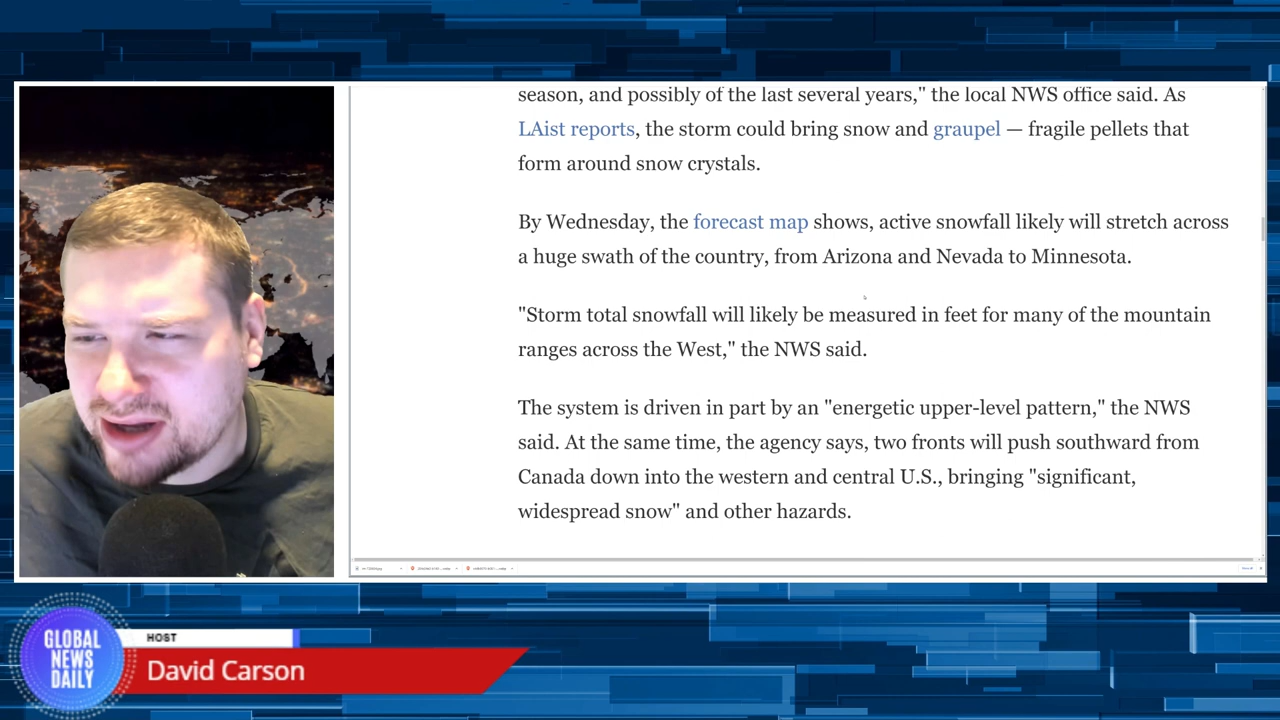 season, and possibly of the last several years," the local NWS office said. As
LAist reports, the storm could bring snow and graupel — fragile pellets that
form around snow crystals.
By Wednesday, the forecast map shows, active snowfall likely will stretch across
a huge swath of the country, from Arizona and Nevada to Minnesota.
"Storm total snowfall will likely be measured in feet for many of the mountain
ranges across the West," the NWS said.
The system is driven in part by an "energetic upper-level pattern," the NWS
said. At the same time, the agency says, two fronts will push southward from
Canada down into the western and central U.S., bringing "significant,
widespread snow" and other hazards.
HOST
David Carson
GLOBAL
NEWS
DAILY